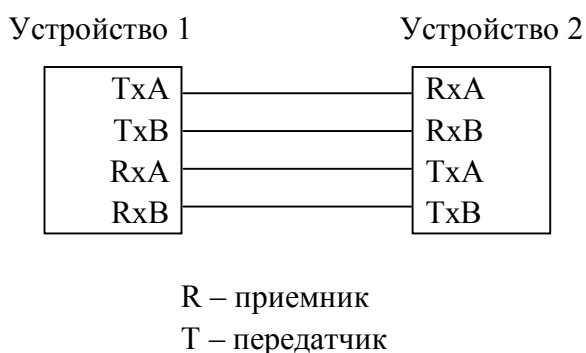 Устройство 1 Устройство 2
TxA RxA
TxB RxB
RxA TxA
RxB TxB
R – приемник
T – передатчик